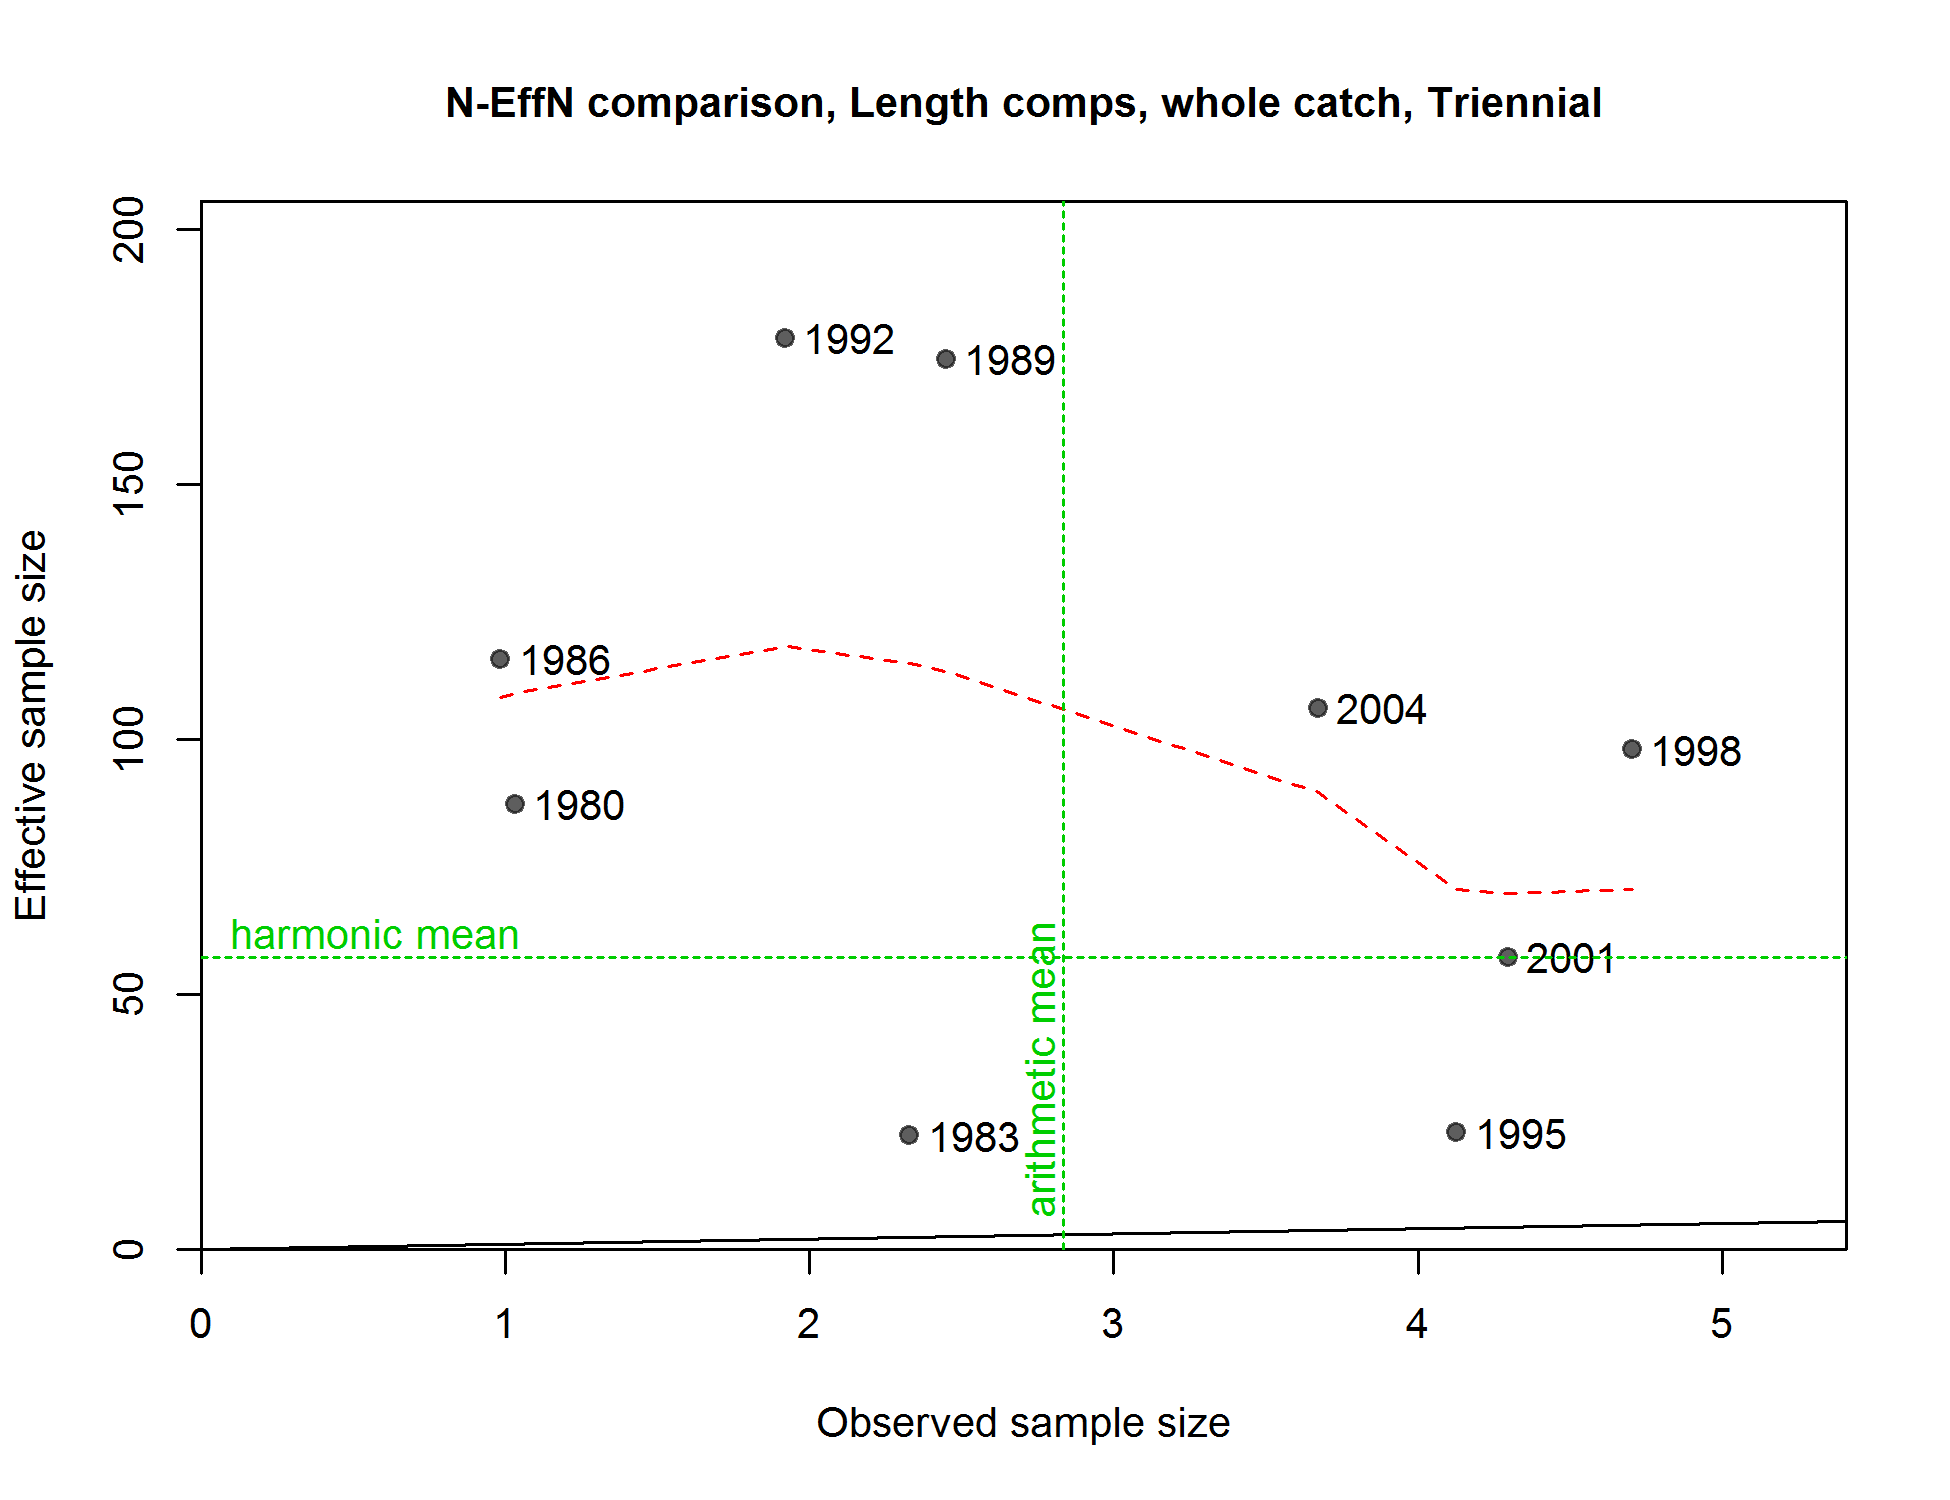 N-EffN comparison, Length comps, whole catch, Triennial
200
150
100
50
0
Effective sample size
1992
1989
1986
2004
1998
1980
harmonic mean
2001
arithmetic mean
1983
1995
0 1 2 3 4 5
Observed sample size